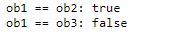 ob1 == ob2: true
ob1 == ob3: false